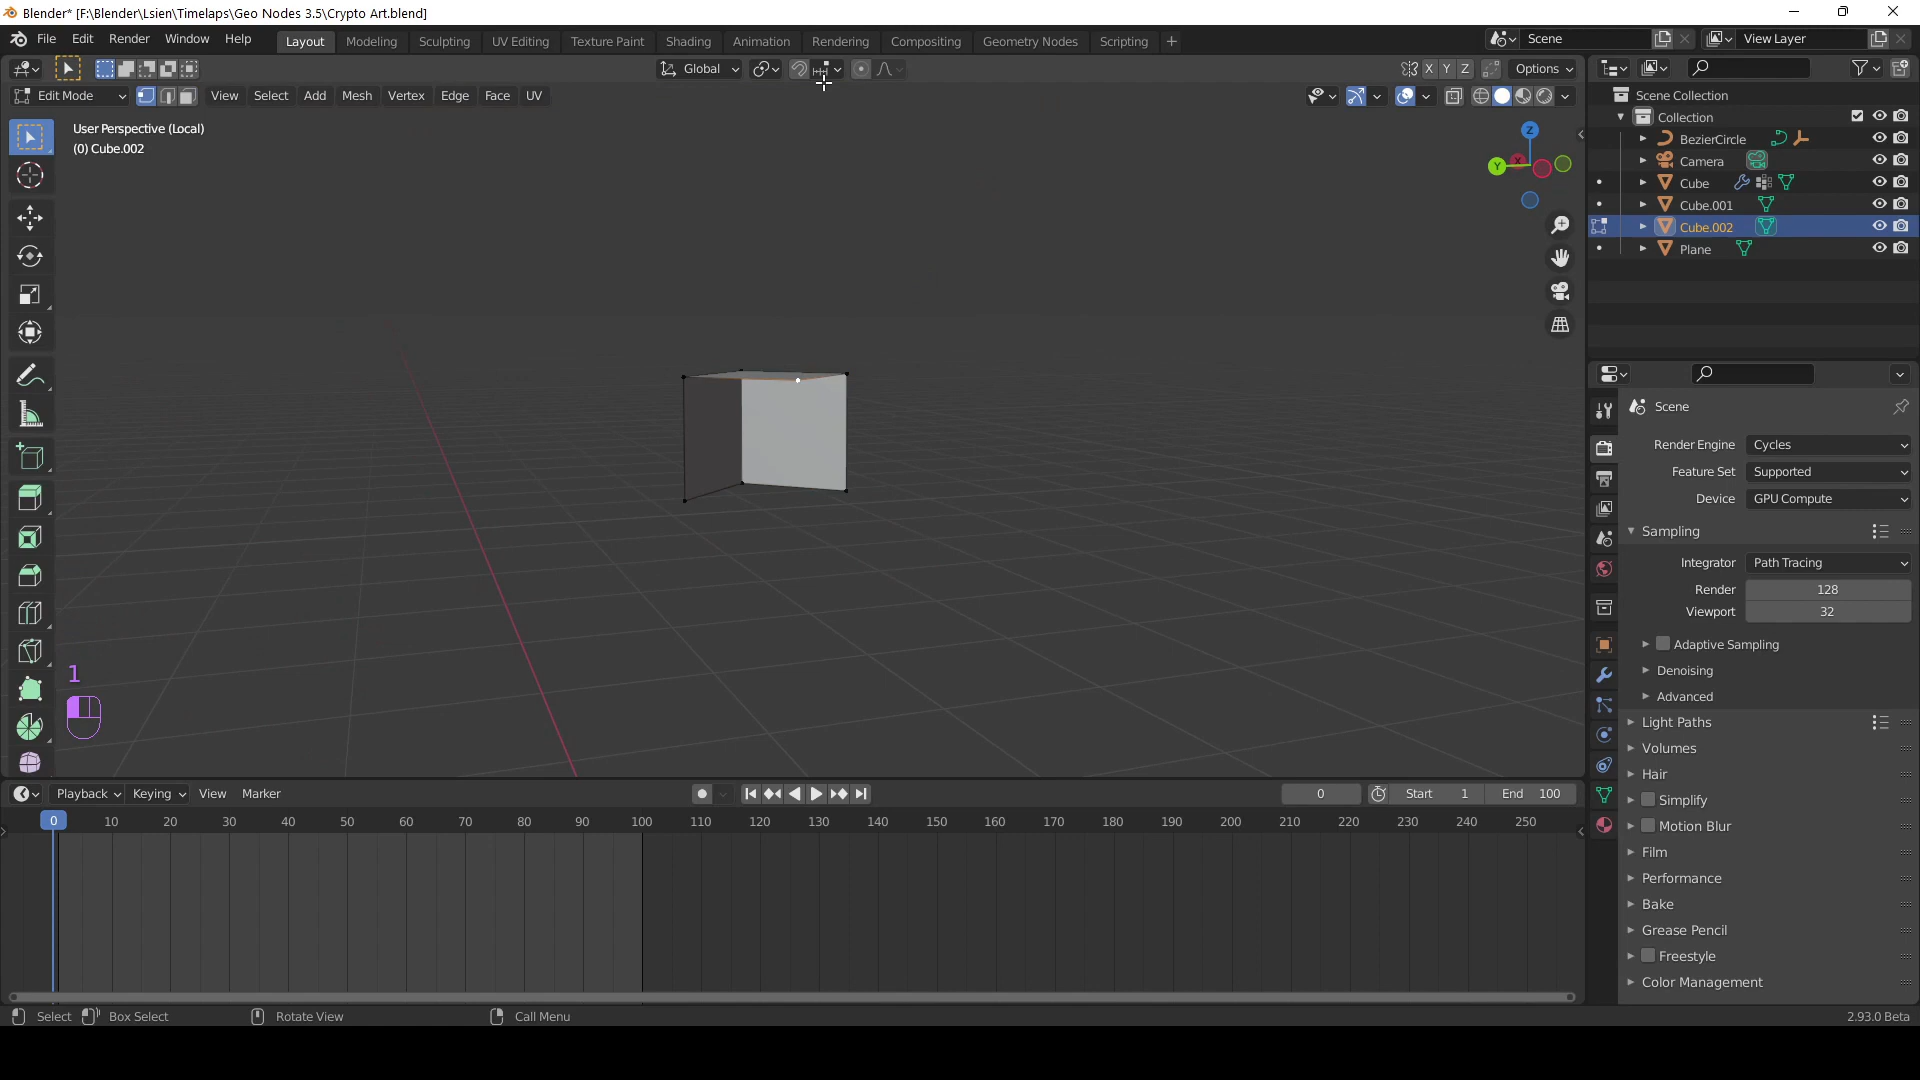 Blender* [F:\Blender\Lsien\Timelaps\Geo Nodes 3.5\Crypto Art.blend]
File Edit Render Window Help Layout Modeling Sculpting UV Editing Texture Paint Shading Animation Rendering Compositing Geometry Nodes Scripting + Scene View Layer
Global X Y Z Options
Edit Mode View Select Add Mesh Vertex Edge Face UV
Scene Collection
Collection
BezierCircle
Camera
Cube
Cube.001
Cube.002
Plane
User Perspective (Local)
(0) Cube.002
Z
Y X
1
Scene
Render Engine Cycles
Feature Set Supported
Device GPU Compute
Sampling
Integrator Path Tracing
Render 128
Viewport 32
Adaptive Sampling
Denoising
Advanced
Light Paths
Volumes
Hair
Simplify
Motion Blur
Film
Performance
Bake
Grease Pencil
Freestyle
Color Management
Playback Keying View Marker 0 Start 1 End 100
0 10 20 30 40 50 60 70 80 90 100 110 120 130 140 150 160 170 180 190 200 210 220 230 240 250
Select Box Select Rotate View Call Menu 2.93.0 Beta